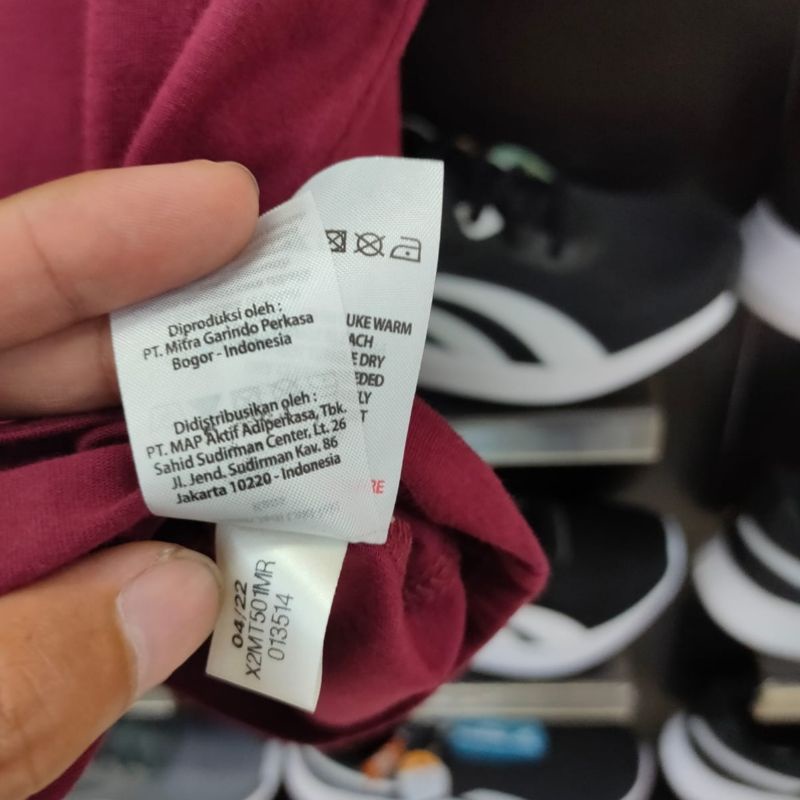 Diproduksi oleh :
PT. Mitra Garindo Perkasa
Bogor - Indonesia
Didistribusikan oleh :
PT. MAP Aktif Adiperkasa, Tbk.
Sahid Sudirman Center, Lt. 26
Jl. Jend. Sudirman Kav. 86
Jakarta 10220 - Indonesia
UKE WARM
ACH
E DRY
EDED
LY
T
RE
04/22
X2MT501MR
013514